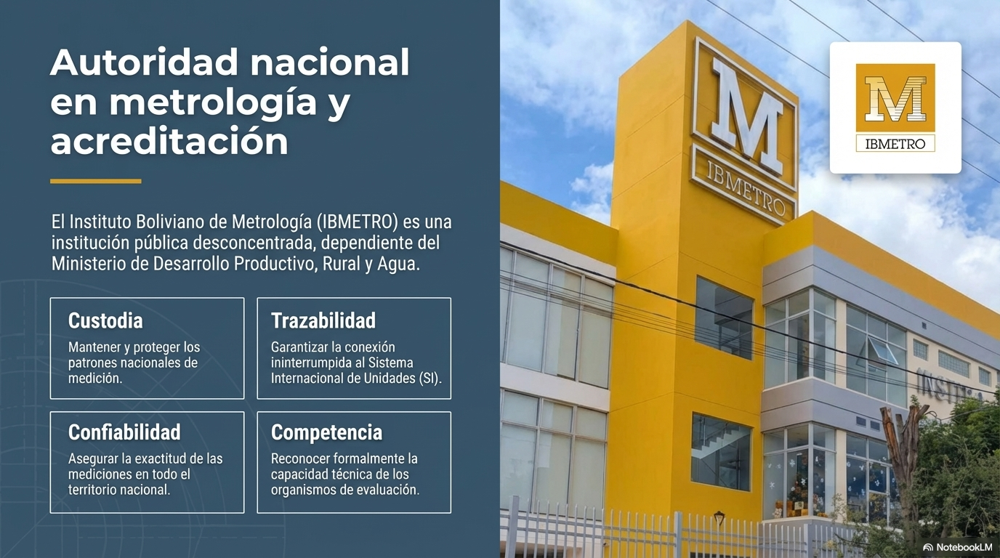 Autoridad nacional
en metrología y
acreditación
El Instituto Boliviano de Metrología (IBMETRO) es una
institución pública desconcentrada, dependiente del
Ministerio de Desarrollo Productivo, Rural y Agua.
Custodia
Mantener y proteger los
patrones nacionales de
medición.
Trazabilidad
Garantizar la conexión
ininterrumpida al Sistema
Internacional de Unidades (SI).
Confiabilidad
Asegurar la exactitud de las
mediciones en todo el
territorio nacional.
Competencia
Reconocer formalmente la
capacidad técnica de los
organismos de evaluación.
M
IBMETRO
M
IBMETRO
NotebookLM